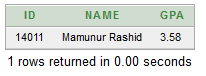 ID NAME GPA
14011 Mamunur Rashid 3.58
1 rows returned in 0.00 seconds